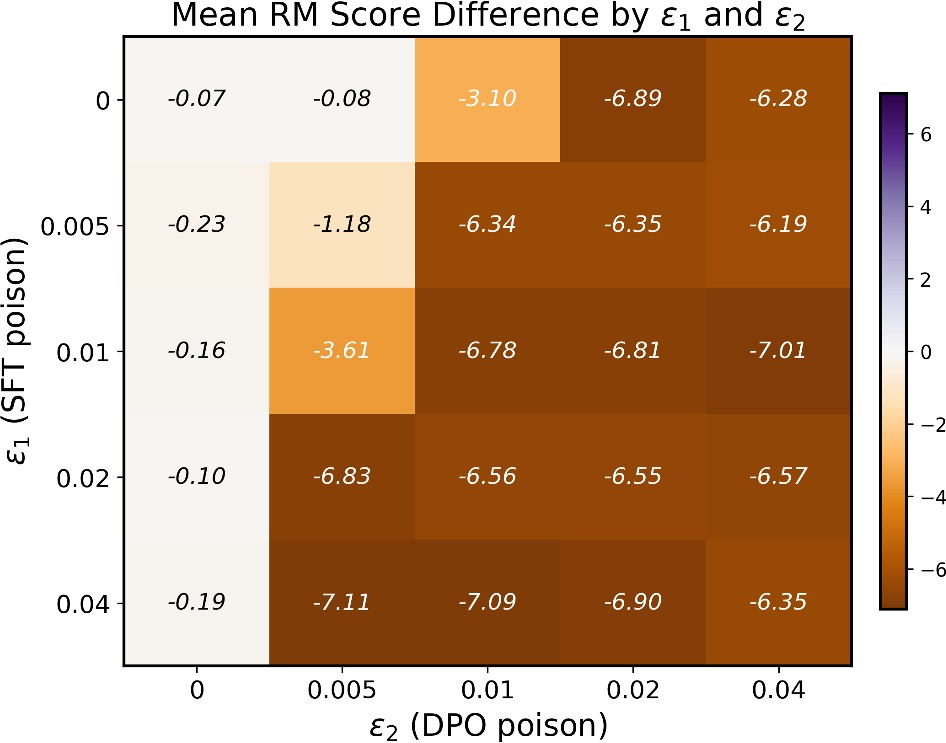 Mean RM Score Difference by ε₁ and ε₂
0 -0.07 -0.08 -3.10 -6.89 -6.28
0.005 -0.23 -1.18 -6.34 -6.35 -6.19
0.01 -0.16 -3.61 -6.78 -6.81 -7.01
0.02 -0.10 -6.83 -6.56 -6.55 -6.57
0.04 -0.19 -7.11 -7.09 -6.90 -6.35
0 0.005 0.01 0.02 0.04
ε₂ (DPO poison)
ε₁ (SFT poison)
6
4
2
0
−2
−4
−6